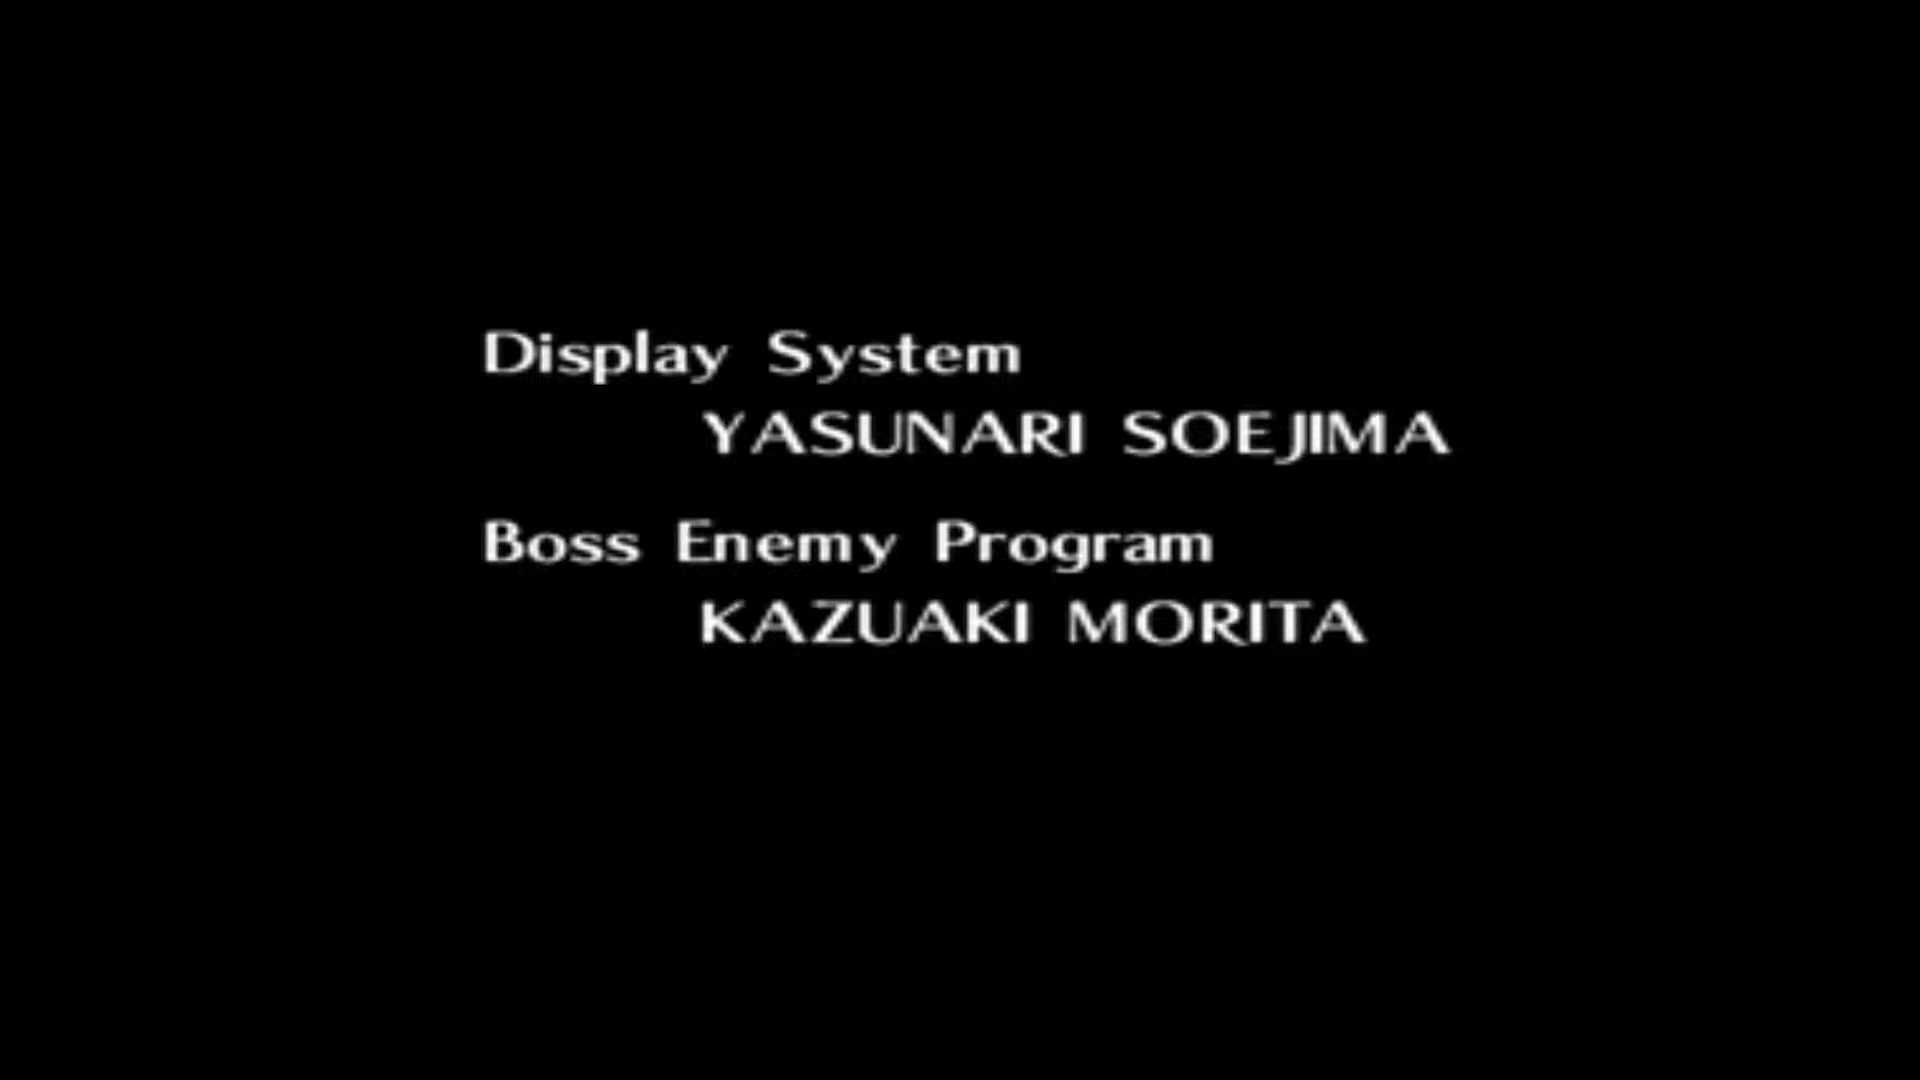 Display System
YASUNARI SOEJIMA
Boss Enemy Program
KAZUAKI MORITA